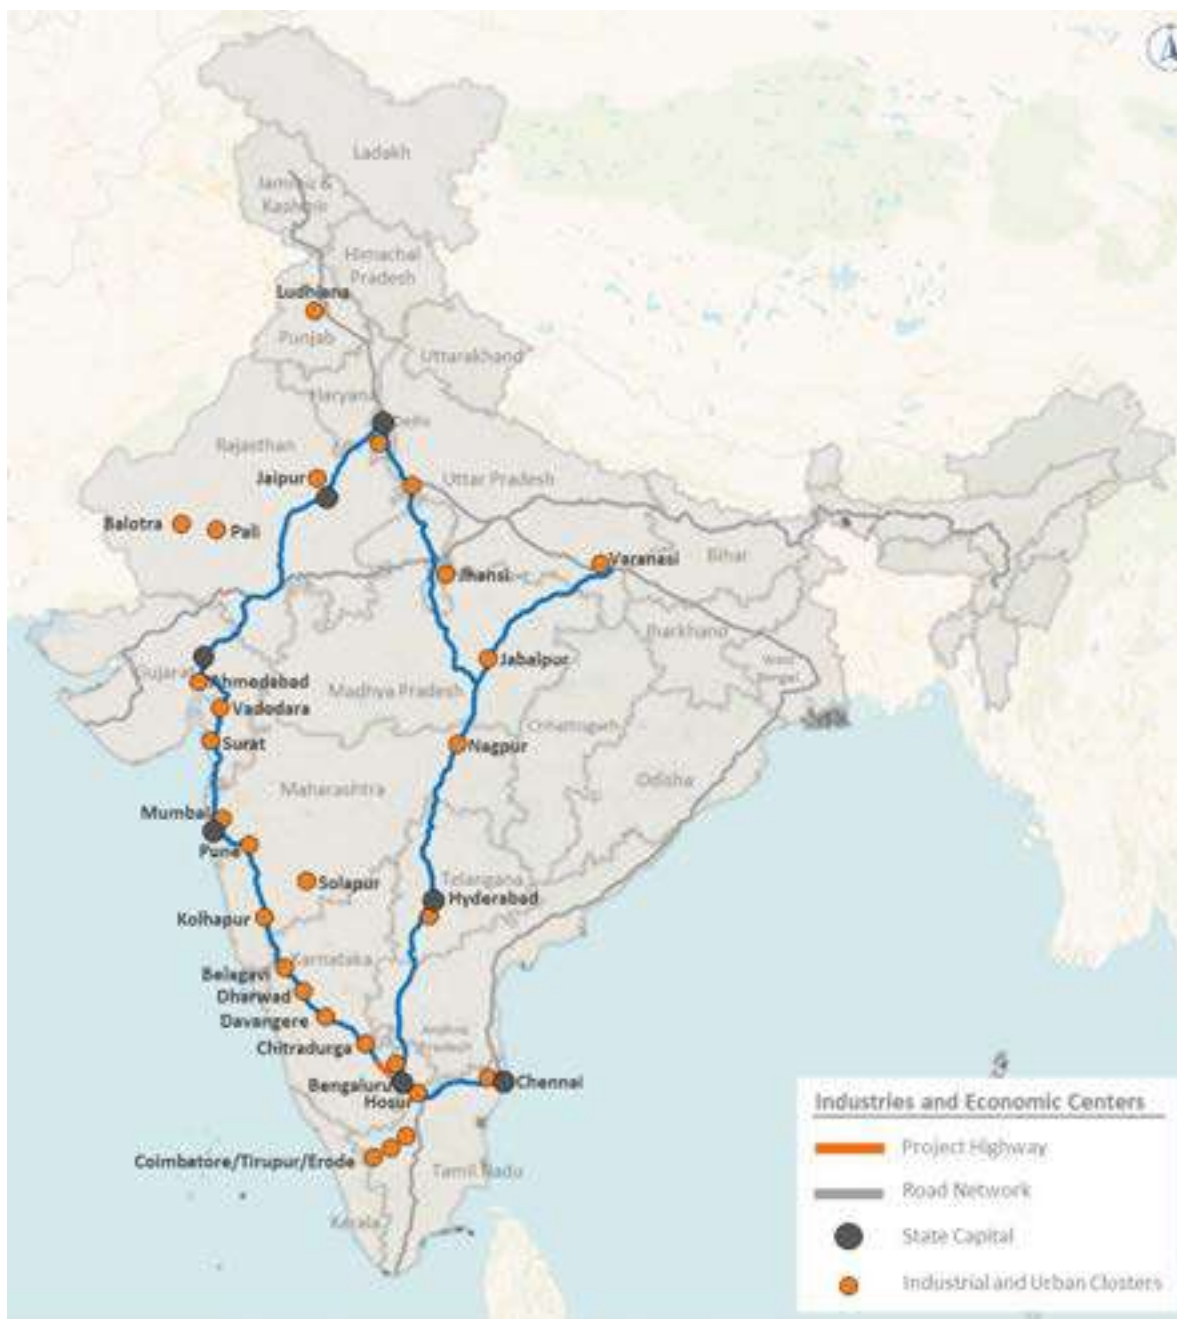 Ladakh
Jammu &
Kashmir
Himachal
Pradesh
Ludhiana
Punjab
Uttarakhand
Haryana
Delhi
Rajasthan
Jaipur
Uttar Pradesh
Balotra
Pali
Varanasi
Bihar
Jhansi
Jharkhand
Jabalpur
West
Bengal
Gujarat
Ahmedabad
Madhya Pradesh
Vadodara
Chhattisgarh
Surat
Nagpur
Odisha
Maharashtra
Mumbai
Pune
Solapur
Telangana
Hyderabad
Kolhapur
Karnataka
Belagavi
Dharwad
Davangere
Andhra
Pradesh
Chitradurga
Bengaluru
Chennai
Hosur
Coimbatore/Tirupur/Erode
Tamil Nadu
Kerala
Industries and Economic Centers
Project Highway
Road Network
State Capital
Industrial and Urban Closters